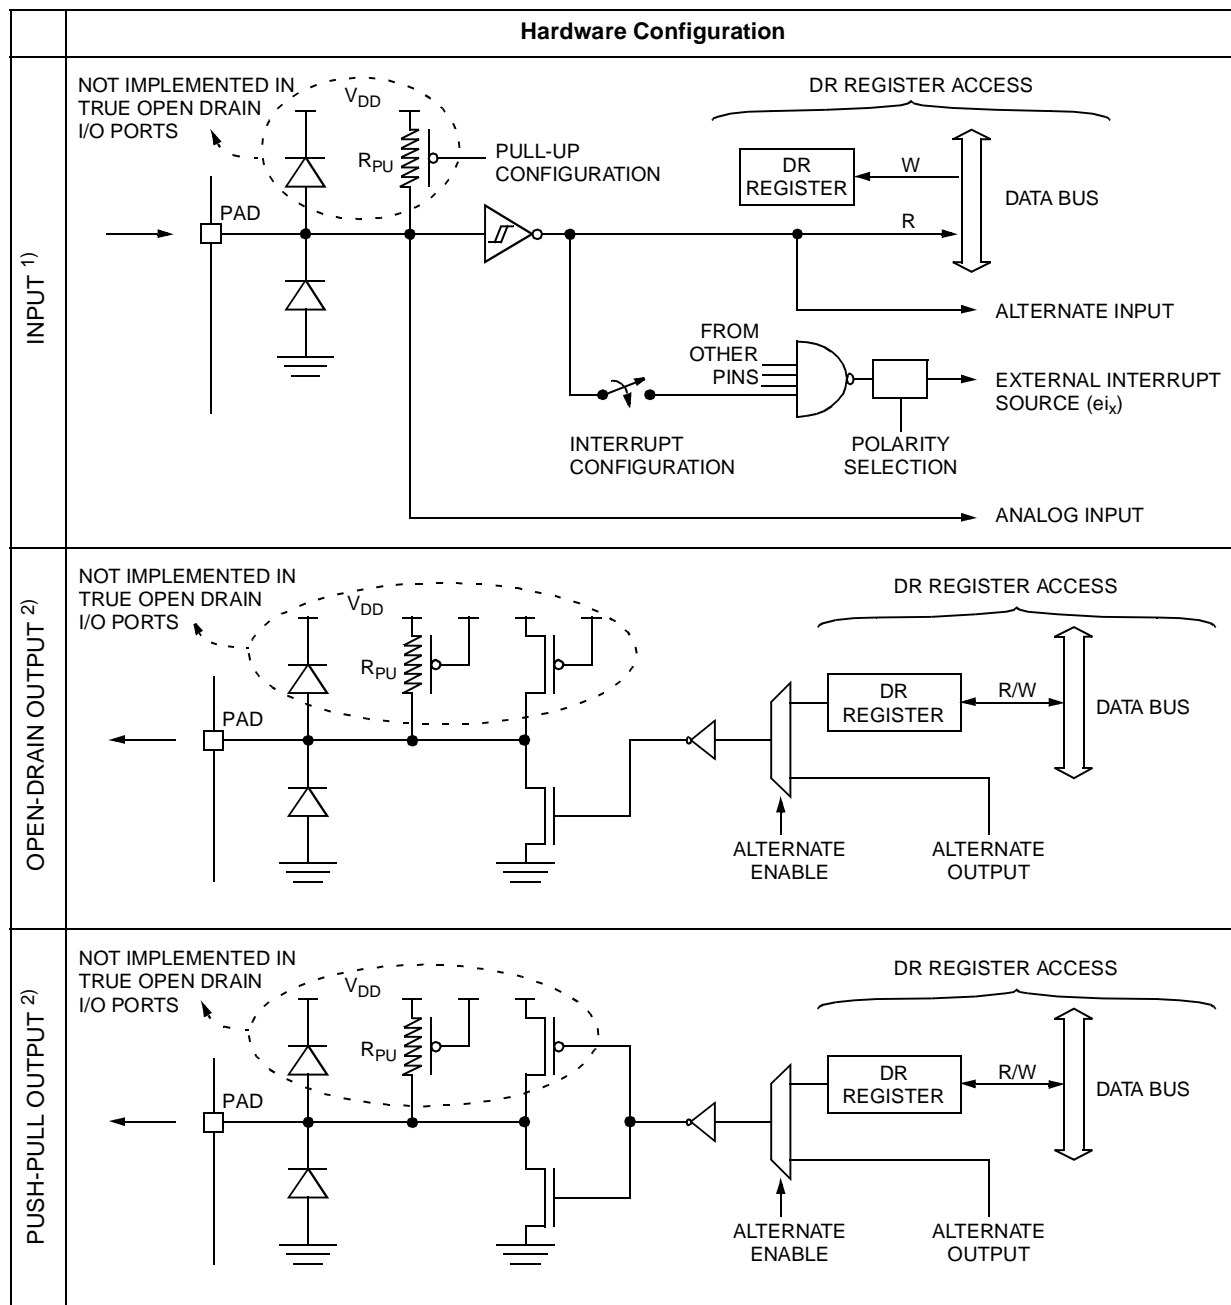 Hardware Configuration
INPUT 1)
NOT IMPLEMENTED IN
TRUE OPEN DRAIN
I/O PORTS
VDD
RPU
PULL-UP
CONFIGURATION
PAD
DR REGISTER ACCESS
DR
REGISTER
W
R
DATA BUS
ALTERNATE INPUT
FROM
OTHER
PINS
EXTERNAL INTERRUPT
SOURCE (eix)
INTERRUPT
CONFIGURATION
POLARITY
SELECTION
ANALOG INPUT
OPEN-DRAIN OUTPUT 2)
NOT IMPLEMENTED IN
TRUE OPEN DRAIN
I/O PORTS
VDD
RPU
PAD
DR REGISTER ACCESS
DR
REGISTER
R/W
DATA BUS
ALTERNATE
ENABLE
ALTERNATE
OUTPUT
PUSH-PULL OUTPUT 2)
NOT IMPLEMENTED IN
TRUE OPEN DRAIN
I/O PORTS
VDD
RPU
PAD
DR REGISTER ACCESS
DR
REGISTER
R/W
DATA BUS
ALTERNATE
ENABLE
ALTERNATE
OUTPUT